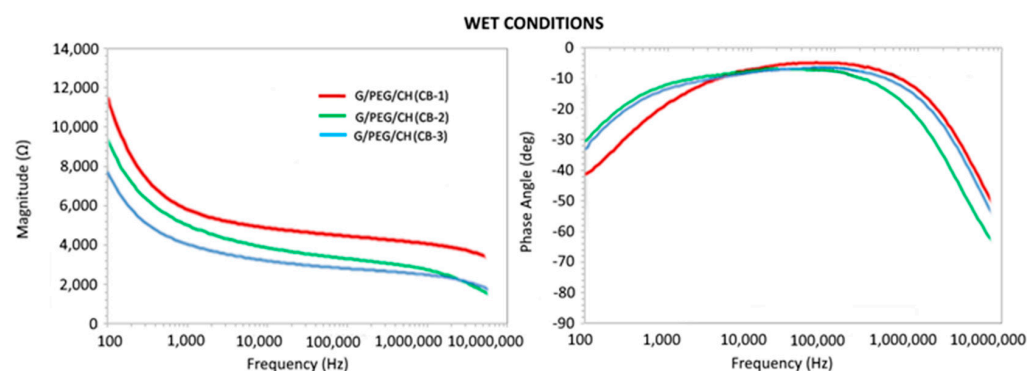 WET CONDITIONS
14,000
12,000
10,000
8,000
6,000
4,000
2,000
0
Magnitude (Ω)
G/PEG/CH(CB-1)
G/PEG/CH(CB-2)
G/PEG/CH(CB-3)
100 1,000 10,000 100,000 1,000,000 10,000,000
Frequency (Hz)
0
-10
-20
-30
-40
-50
-60
-70
-80
-90
Phase Angle (deg)
100 1,000 10,000 100,000 1,000,000 10,000,000
Frequency (Hz)